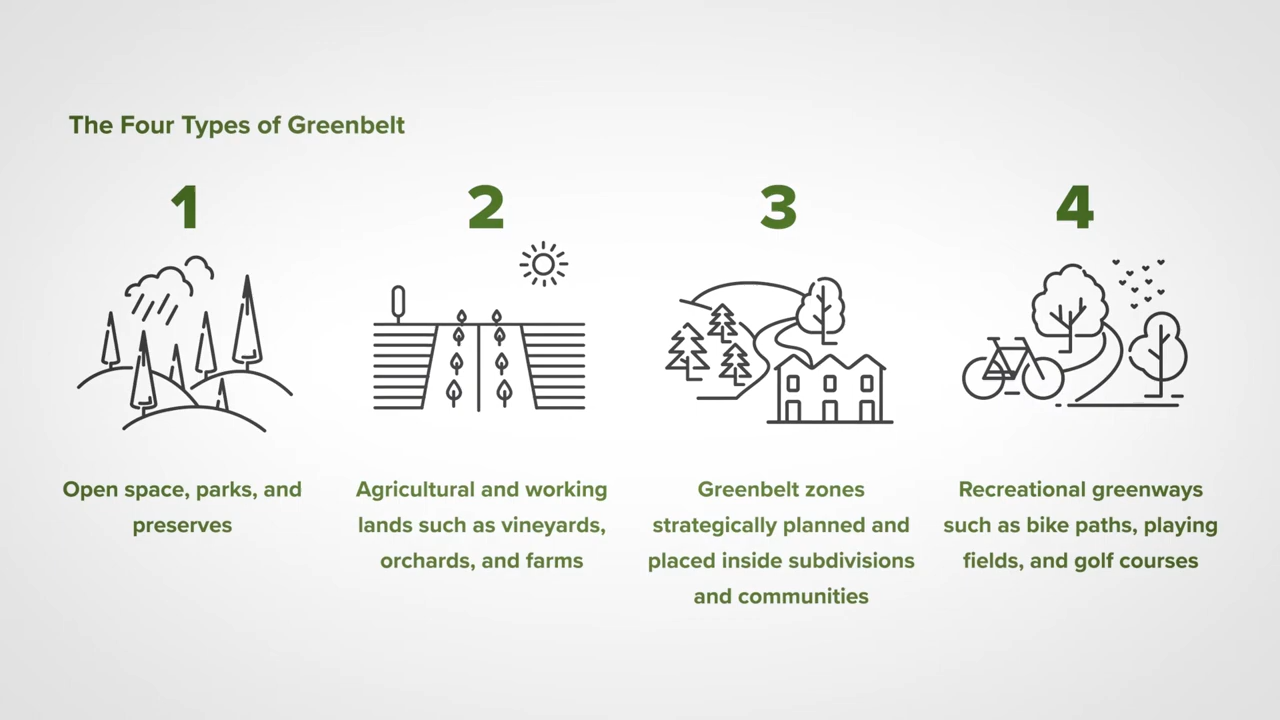 The Four Types of Greenbelt
1
2
3
4
Open space, parks, and
preserves
Agricultural and working
lands such as vineyards,
orchards, and farms
Greenbelt zones
strategically planned and
placed inside subdivisions
and communities
Recreational greenways
such as bike paths, playing
fields, and golf courses